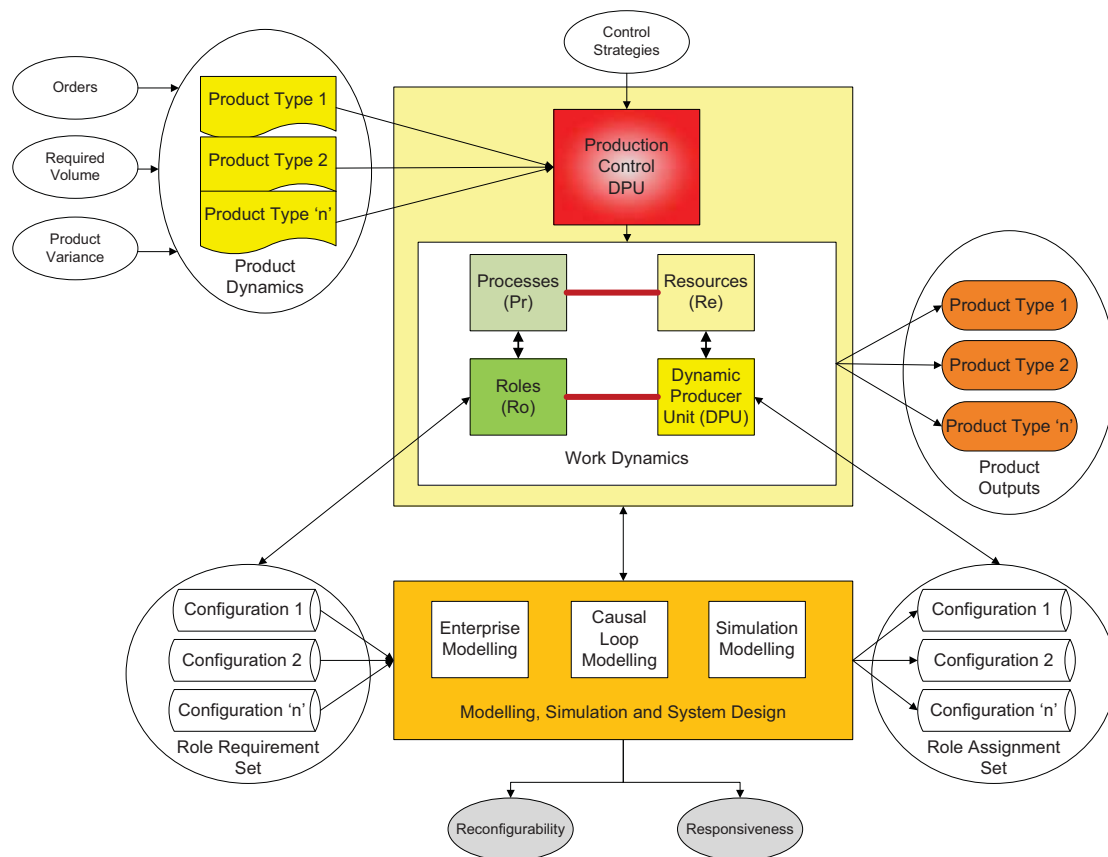 Control
Strategies
Orders
Required
Volume
Product
Variance
Product Type 1
Product Type 2
Product Type ‘n’
Product
Dynamics
Production
Control
DPU
Processes
(Pr)
Resources
(Re)
Roles
(Ro)
Dynamic
Producer
Unit (DPU)
Work Dynamics
Product Type 1
Product Type 2
Product Type ‘n’
Product
Outputs
Configuration 1
Configuration 2
Configuration ‘n’
Role Requirement
Set
Enterprise
Modelling
Causal
Loop
Modelling
Simulation
Modelling
Modelling, Simulation and System Design
Configuration 1
Configuration 2
Configuration ‘n’
Role Assignment
Set
Reconfigurability
Responsiveness